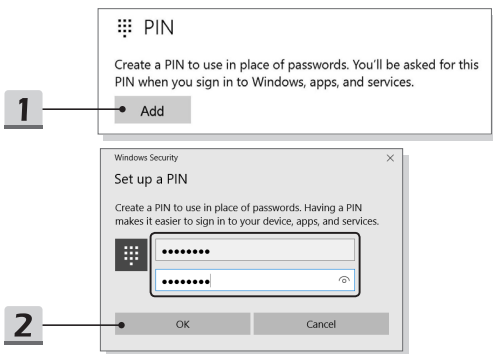 PIN
Create a PIN to use in place of passwords. You'll be asked for this
PIN when you sign in to Windows, apps, and services.
1
Add
Windows Security
Set up a PIN
Create a PIN to use in place of passwords. Having a PIN
makes it easier to sign in to your device, apps, and services.
••••••••
••••••••
2
OK Cancel